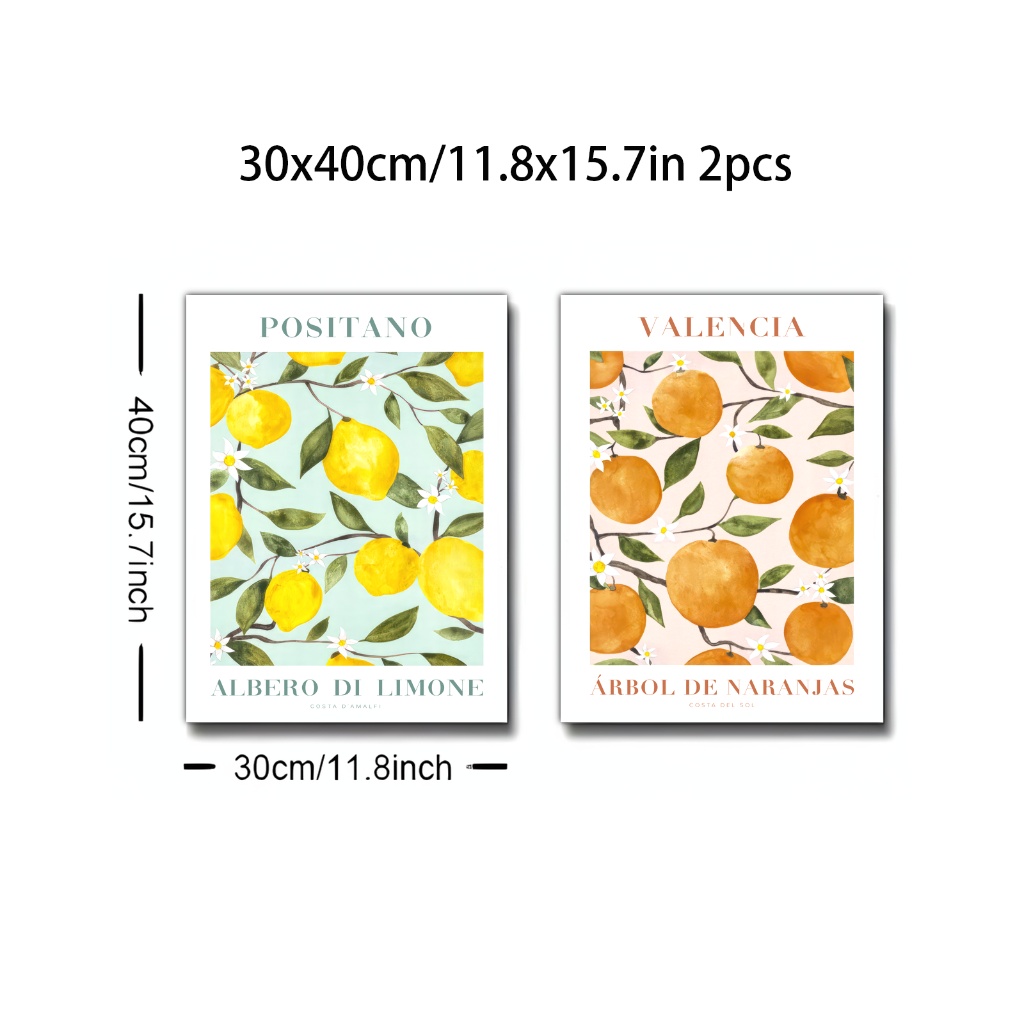 30x40cm/11.8x15.7in 2pcs
40cm/15.7inch
POSITANO
ALBERO DI LIMONE
COSTA D'AMALFI
VALENCIA
ÁRBOL DE NARANJAS
COSTA DEL SOL
30cm/11.8inch